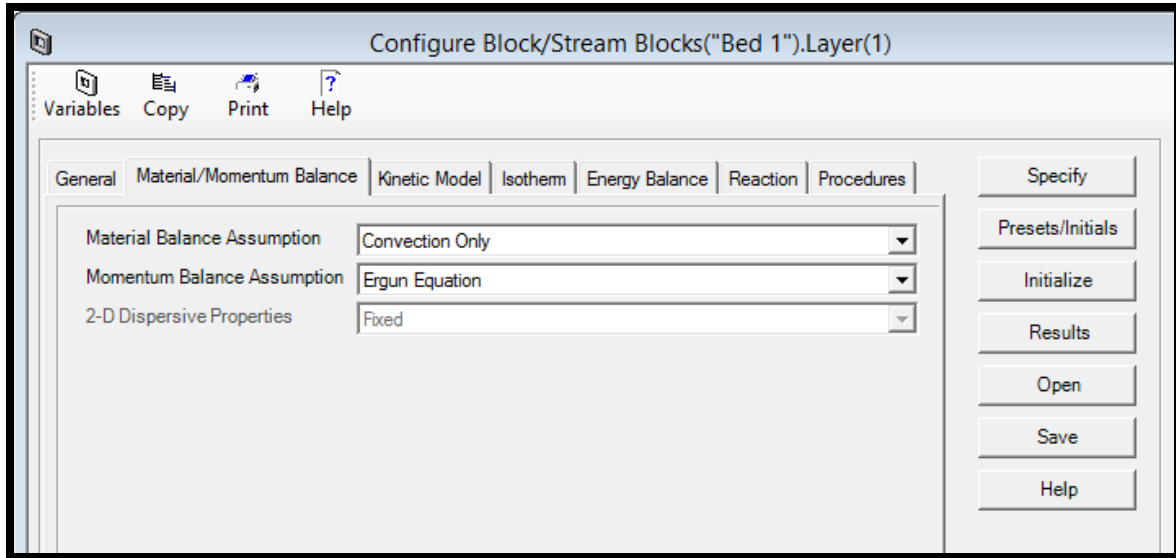 Configure Block/Stream Blocks("Bed 1").Layer(1)
Variables Copy Print Help
General Material/Momentum Balance Kinetic Model Isotherm Energy Balance Reaction Procedures
Material Balance Assumption Convection Only
Momentum Balance Assumption Ergun Equation
2-D Dispersive Properties Fixed
Specify
Presets/Initials
Initialize
Results
Open
Save
Help